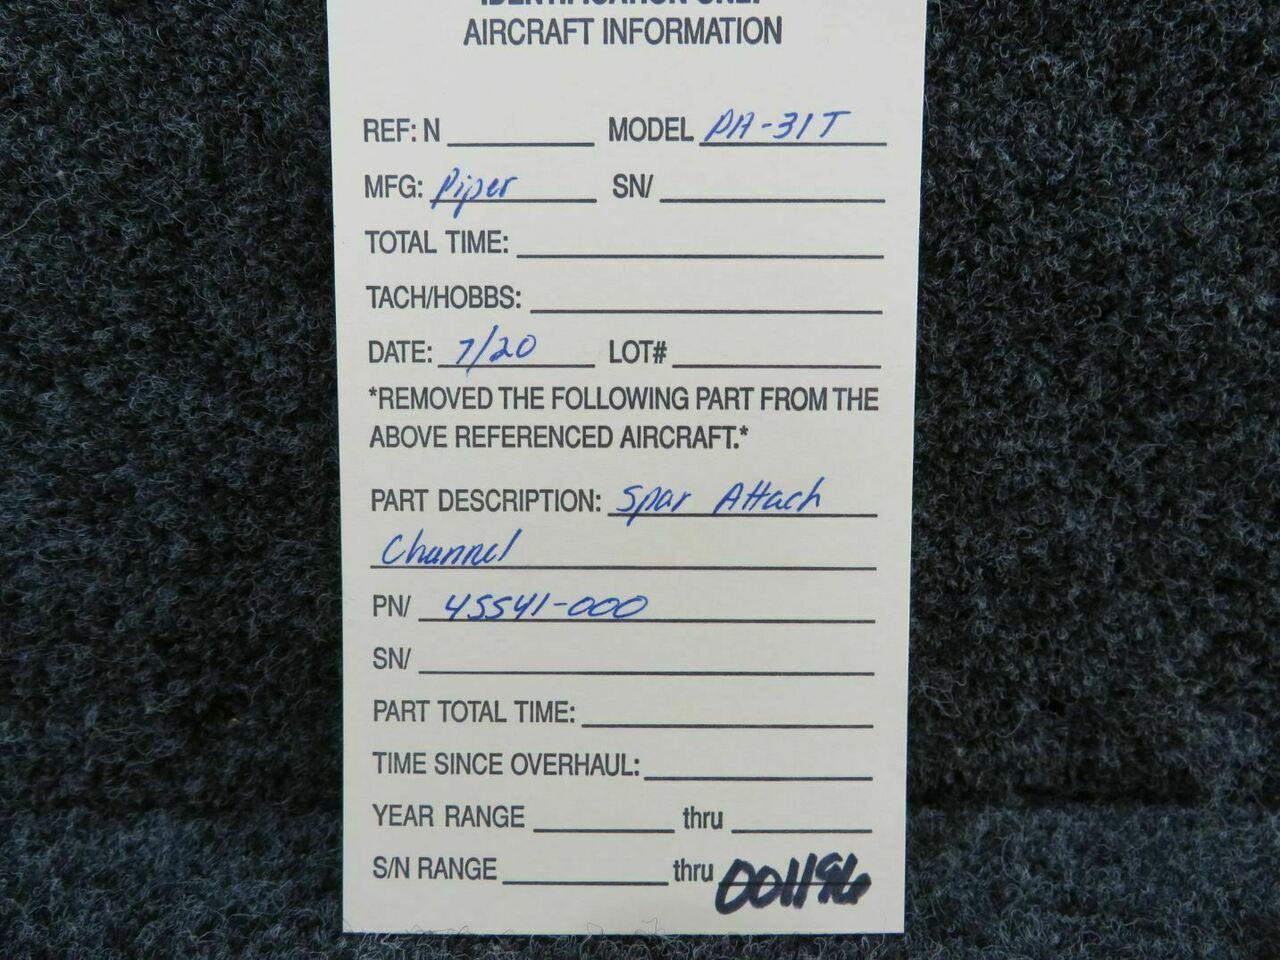 IDENTIFICATION ONLY
AIRCRAFT INFORMATION
REF: N MODEL PA-31T
MFG: Piper SN/
TOTAL TIME:
TACH/HOBBS:
DATE: 7/20 LOT#
*REMOVED THE FOLLOWING PART FROM THE
ABOVE REFERENCED AIRCRAFT.*
PART DESCRIPTION: Spar Attach
Channel
PN/ 45541-000
SN/
PART TOTAL TIME:
TIME SINCE OVERHAUL:
YEAR RANGE thru
S/N RANGE thru 001196